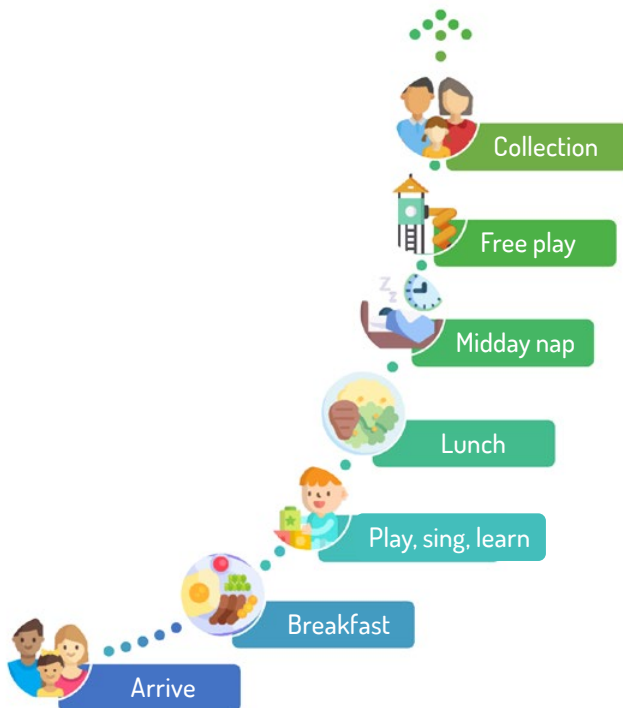 Collection
Free play
Midday nap
Lunch
Play, sing, learn
Breakfast
Arrive